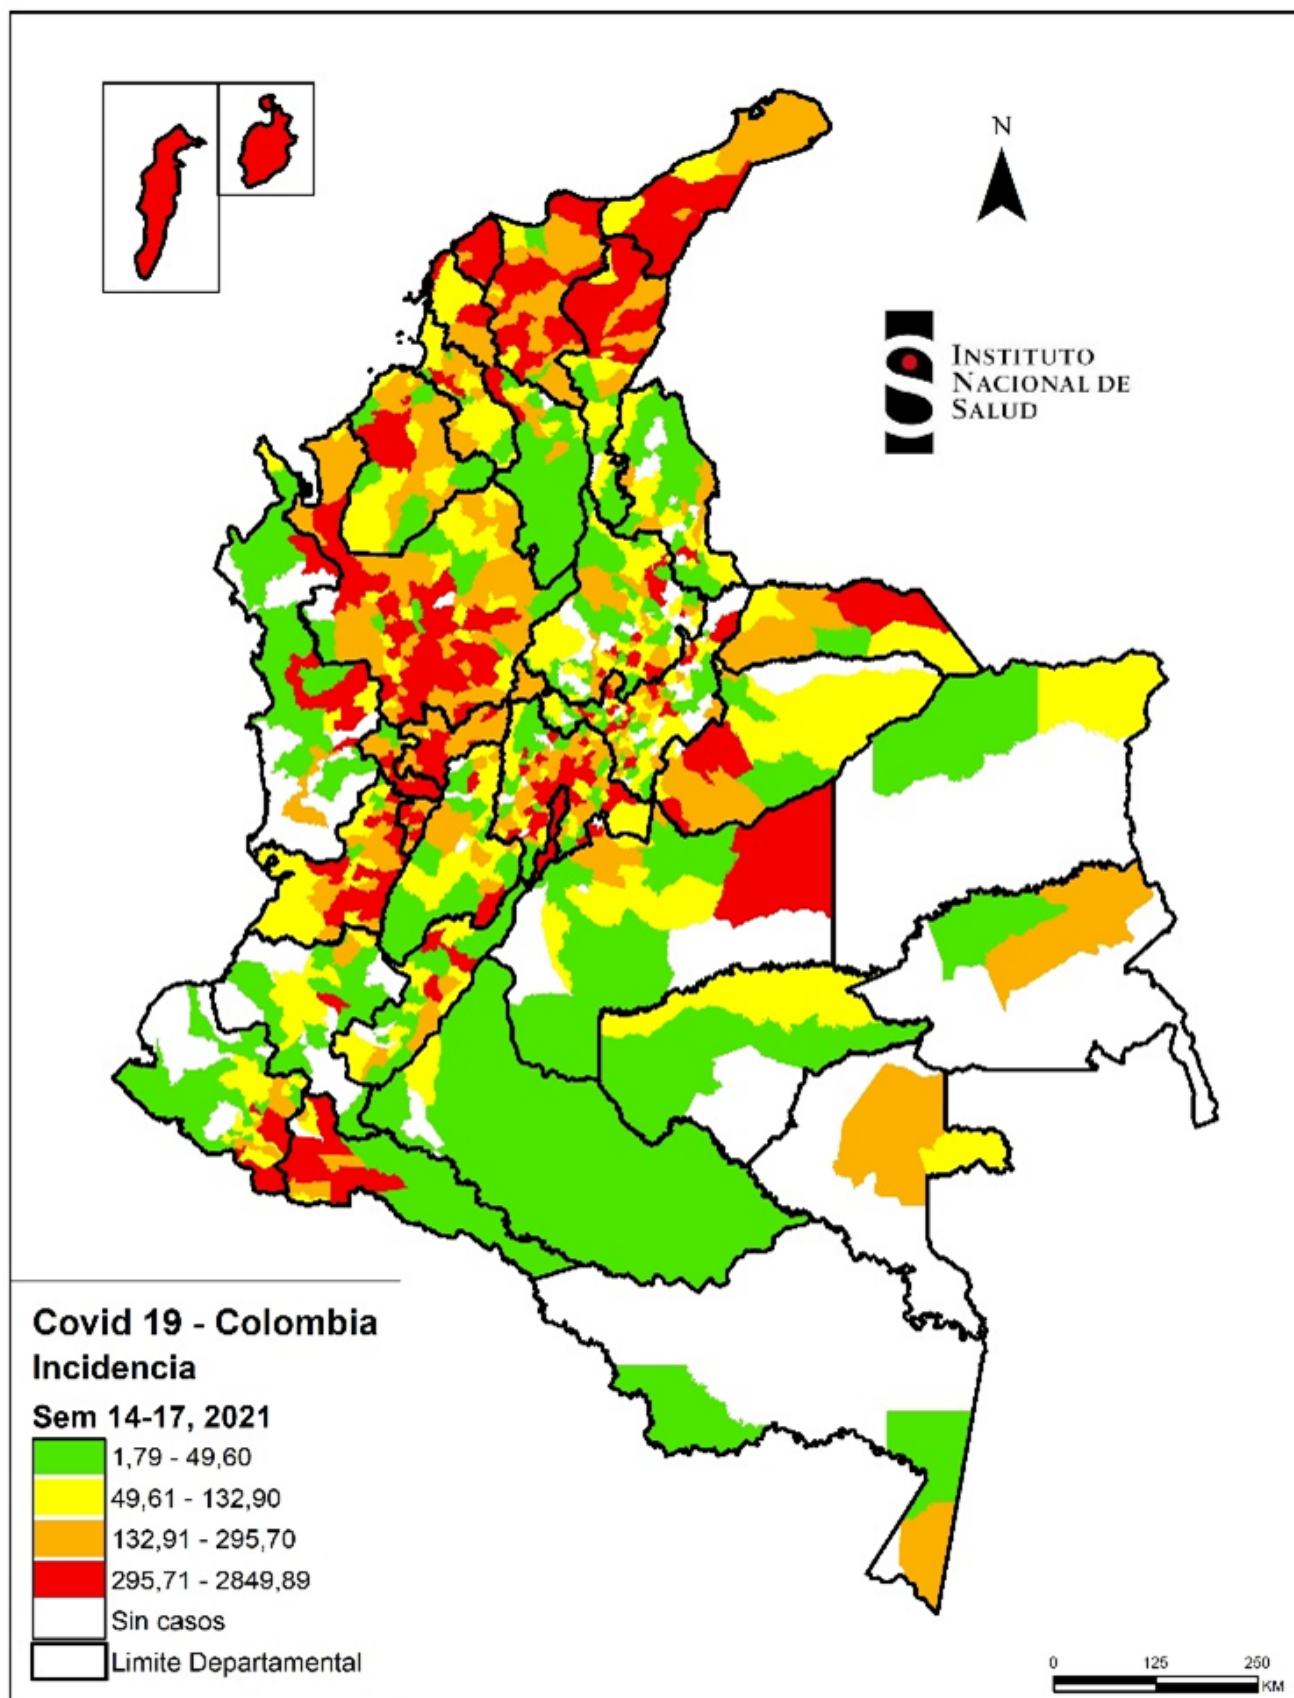 N
INSTITUTO
NACIONAL DE
SALUD
Covid 19 - Colombia
Incidencia
Sem 14-17, 2021
1,79 - 49,60
49,61 - 132,90
132,91 - 295,70
295,71 - 2849,89
Sin casos
Limite Departamental
0 125 250
KM